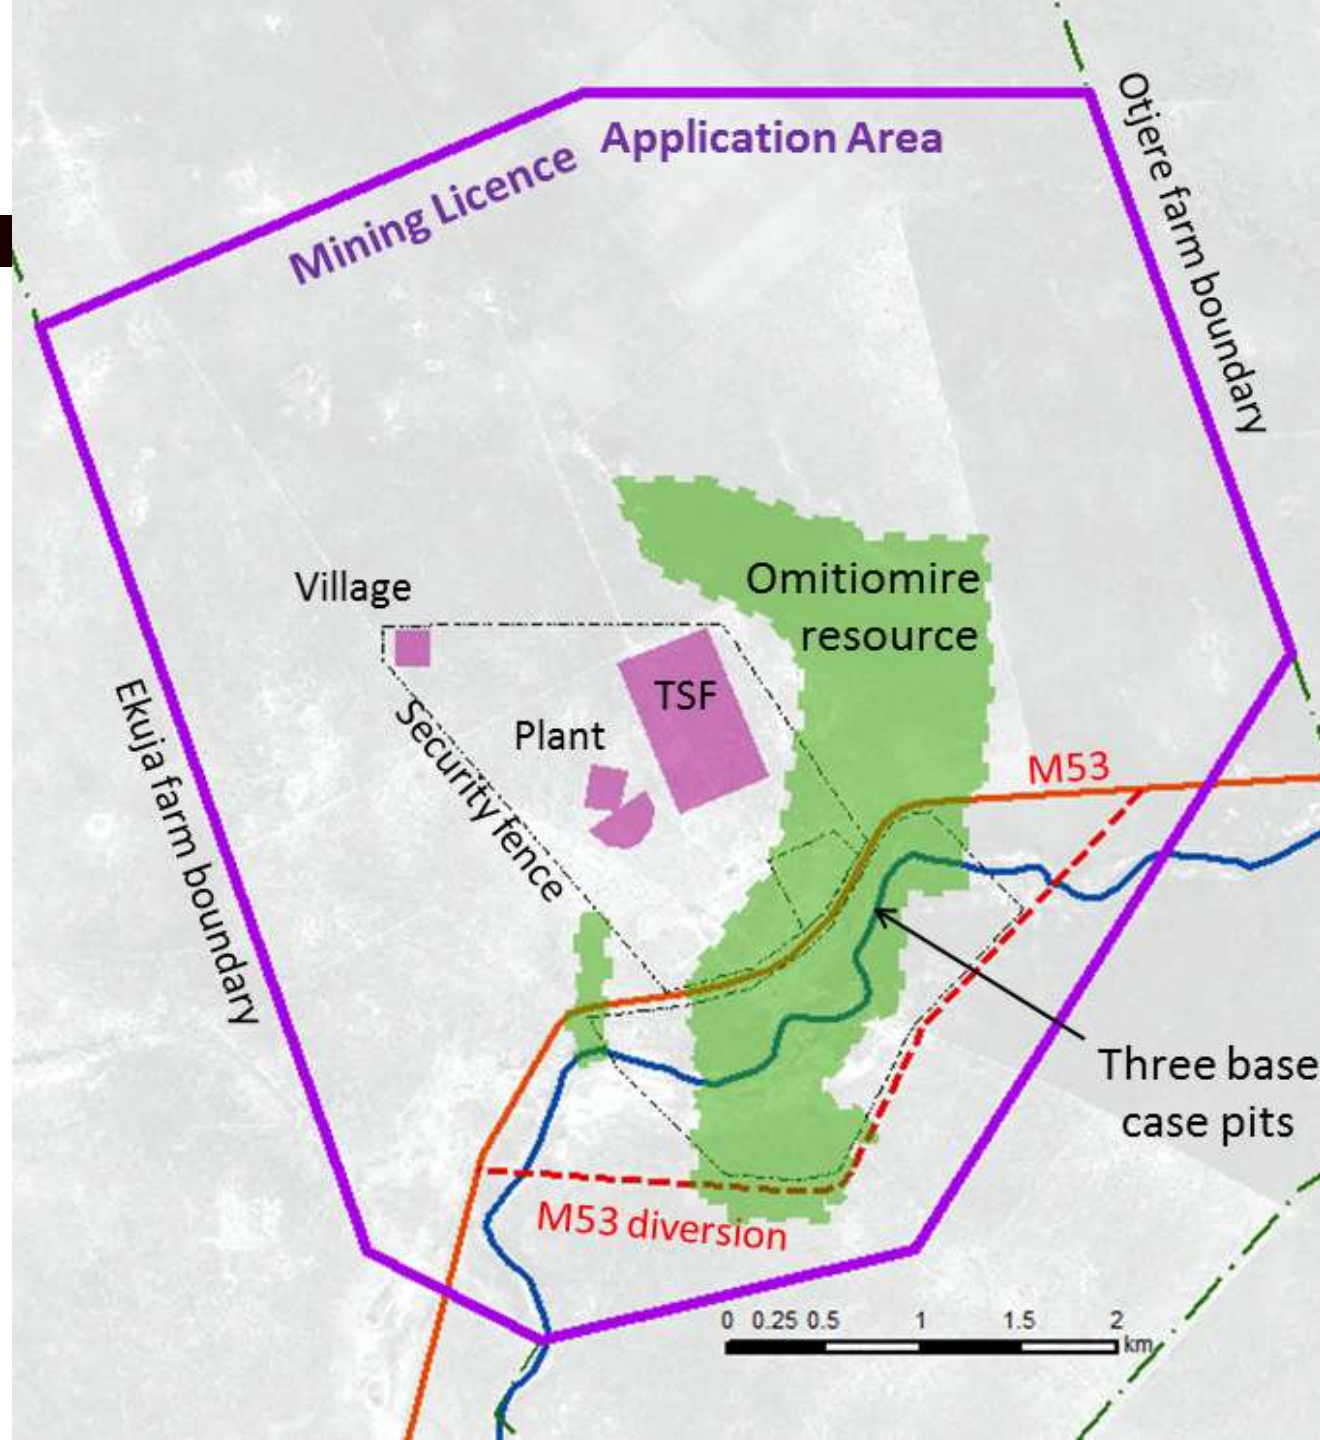 Application Area
Mining Licence
Otjere farm boundary
Omitiomire
resource
Village
TSF
Plant
Security fence
Ekuja farm boundary
M53
Three base
case pits
M53 diversion
0 0.25 0.5 1 1.5 2
km